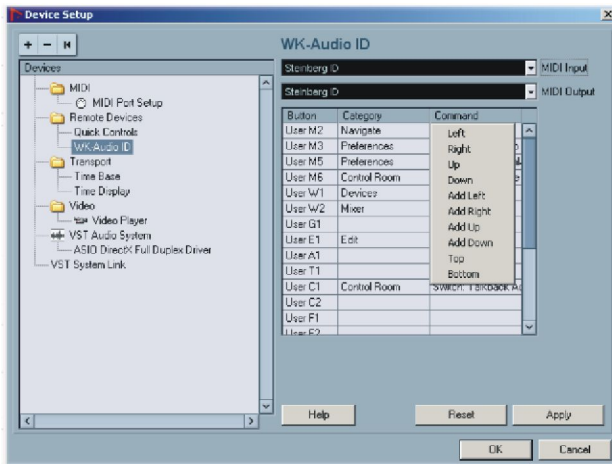 Device Setup
Devices
MIDI
MIDI Port Setup
Remote Devices
Quick Controls
WK-Audio ID
Transport
Time Base
Time Display
Video
Video Player
VST Audio System
ASIO DirectX Full Duplex Driver
VST System Link
WK-Audio ID
Steinberg ID MIDI Input
Steinberg ID MIDI Output
Button Category Command
User M2 Navigate
User M3 Preferences
User M5 Preferences
User M6 Control Room
User W1 Devices
User W2 Mixer
User G1
User E1 Edit
User A1
User T1
User C1 Control Room Switch: Talkback
User C2
User F1
User F2
Left
Right
Up
Down
Add Left
Add Right
Add Up
Add Down
Top
Bottom
Help Reset Apply
OK Cancel